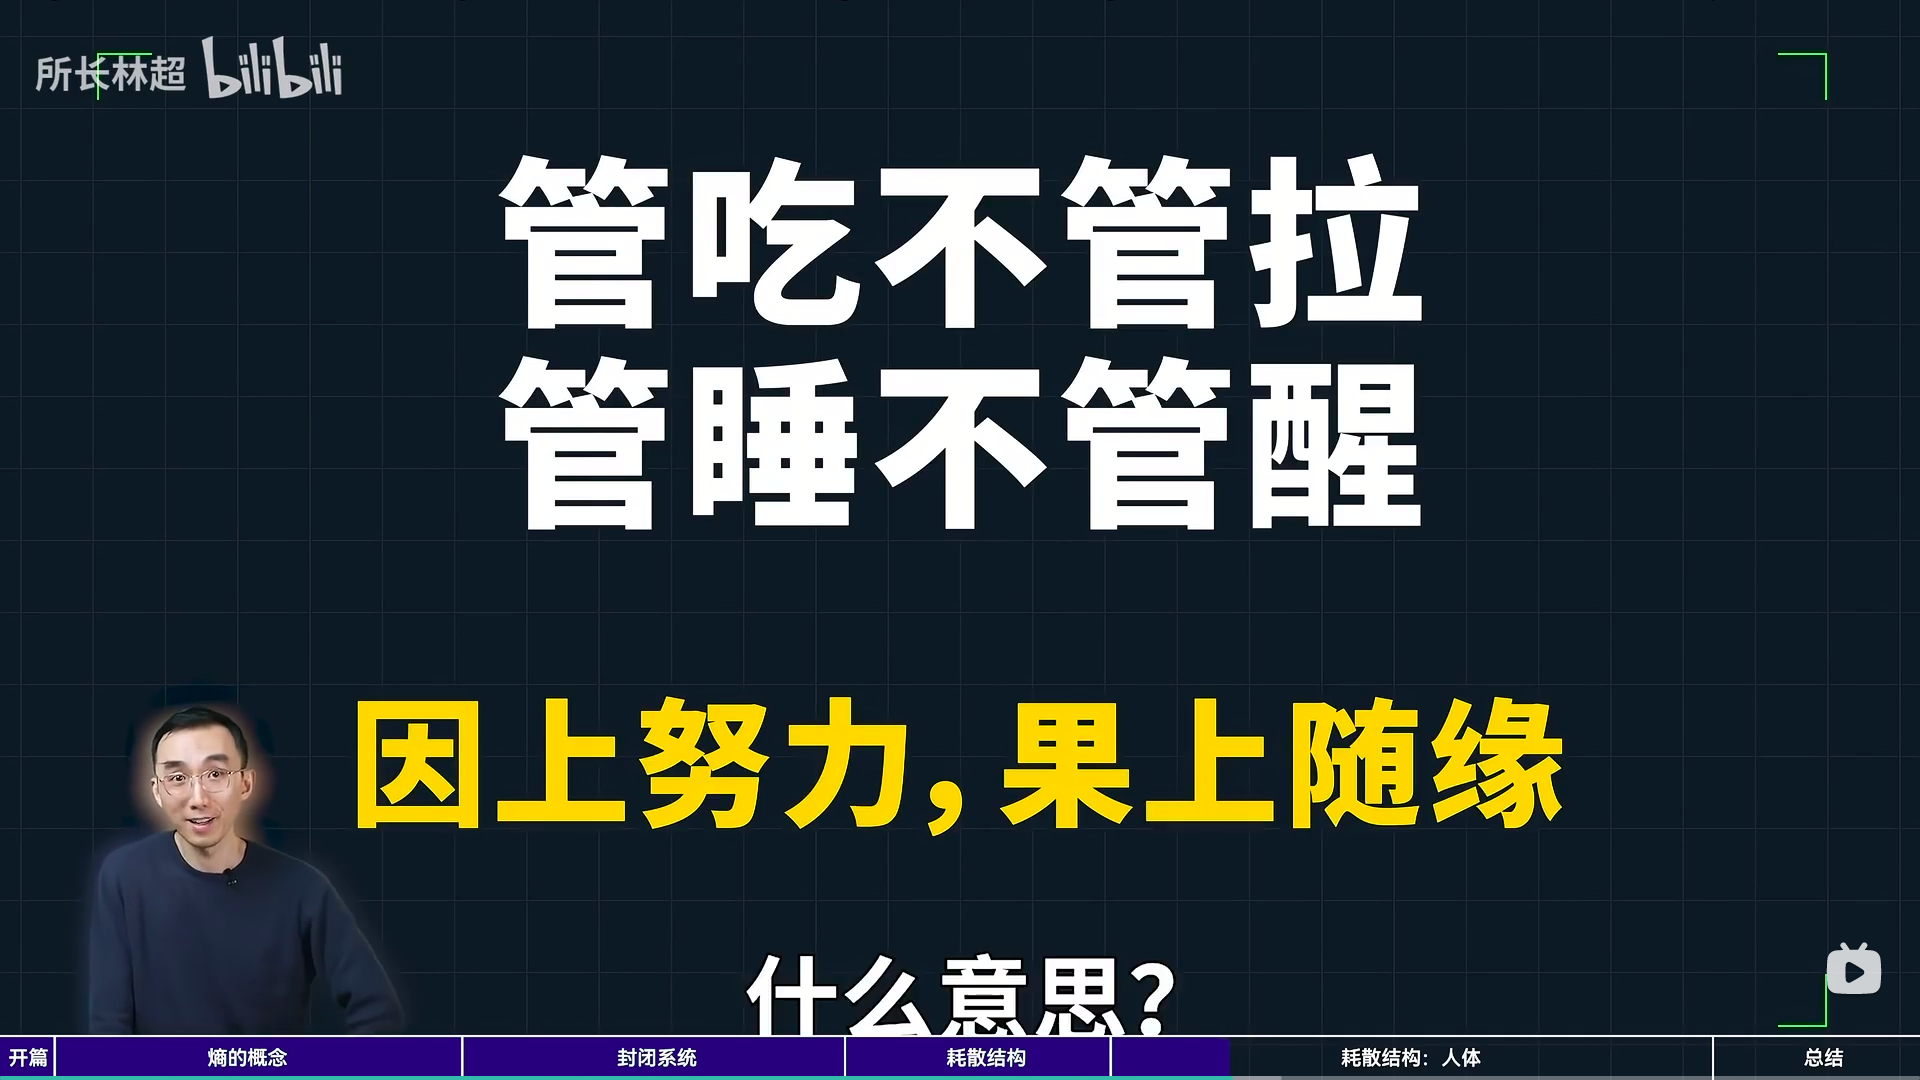 所长林超 bilibili
管吃不管拉
管睡不管醒
因上努力，果上随缘
什么意思？
开篇 熵的概念 封闭系统 耗散结构 耗散结构：人体 总结